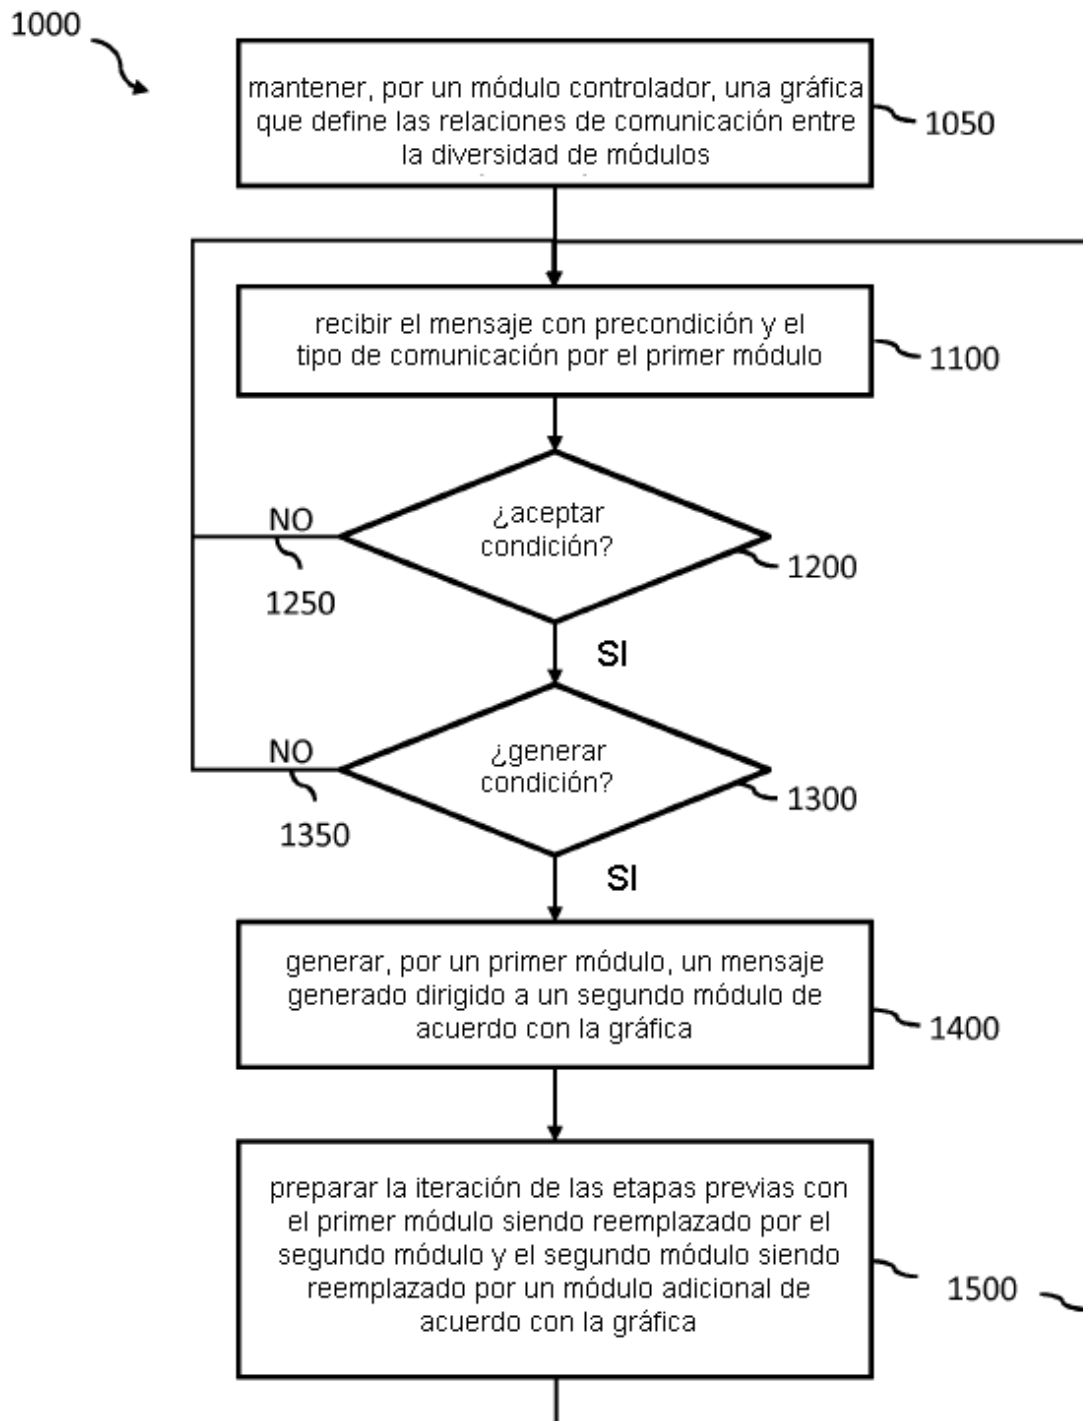 1000
mantener, por un módulo controlador, una gráfica
que define las relaciones de comunicación entre
la diversidad de módulos
1050
recibir el mensaje con precondición y el
tipo de comunicación por el primer módulo
1100
¿aceptar
condición?
NO
1200
1250
SI
¿generar
condición?
NO
1300
1350
SI
generar, por un primer módulo, un mensaje
generado dirigido a un segundo módulo de
acuerdo con la gráfica
1400
preparar la iteración de las etapas previas con
el primer módulo siendo reemplazado por el
segundo módulo y el segundo módulo siendo
reemplazado por un módulo adicional de
acuerdo con la gráfica
1500